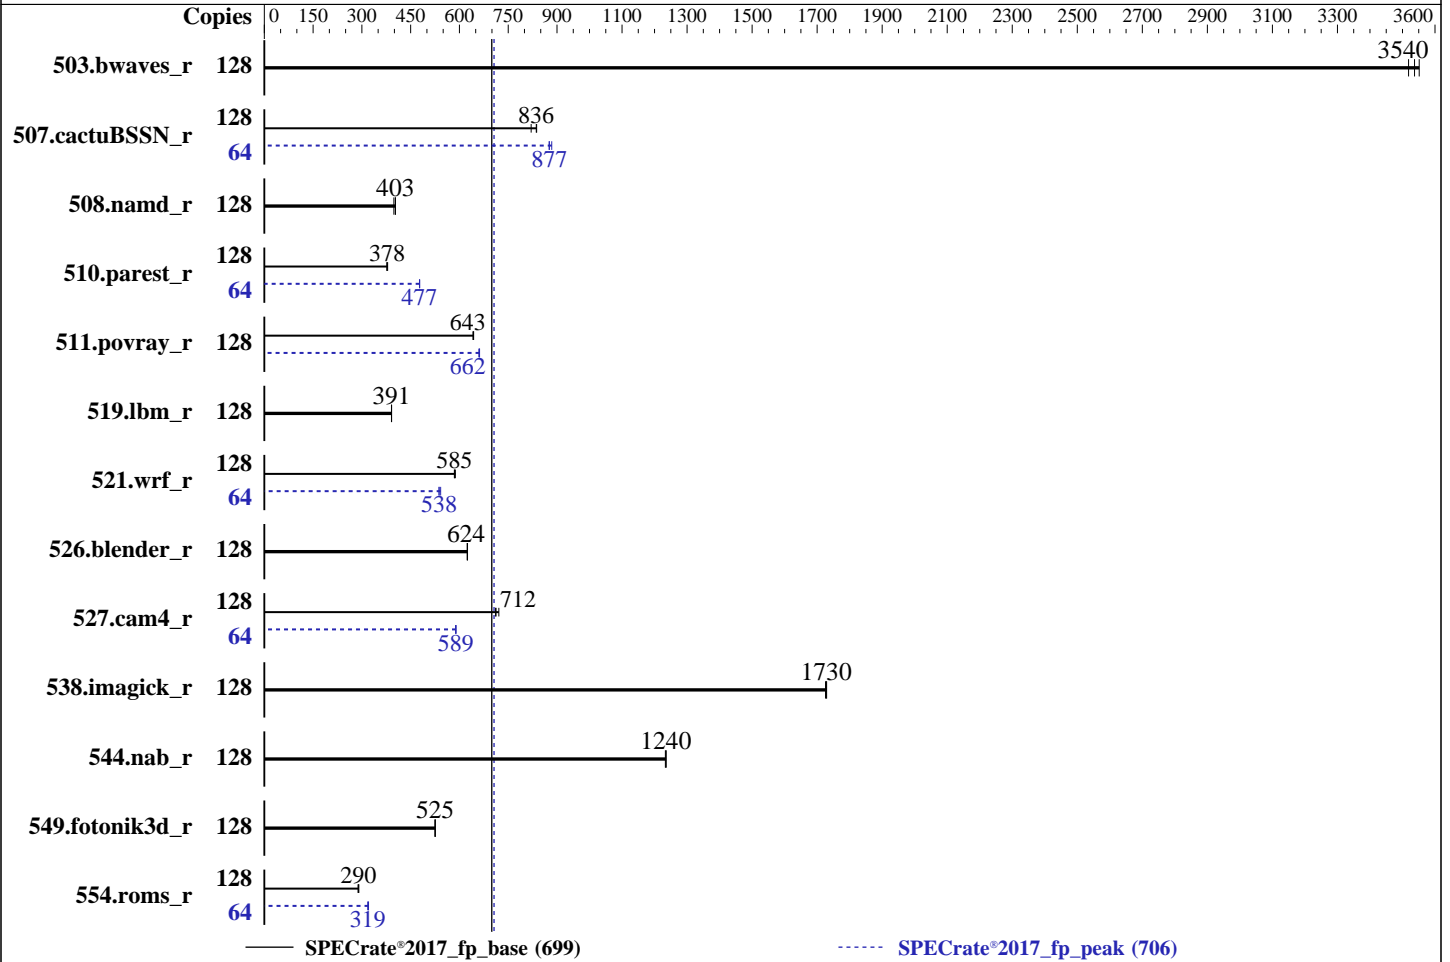 Copies 0 150 300 450 600 750 900 1100 1300 1500 1700 1900 2100 2300 2500 2700 2900 3100 3300 3600
503.bwaves_r 128 3540
507.cactuBSSN_r 128 836
64 877
508.namd_r 128 403
510.parest_r 128 378
64 477
511.povray_r 128 643
662
519.lbm_r 128 391
521.wrf_r 128 585
64 538
526.blender_r 128 624
527.cam4_r 128 712
64 589
538.imagick_r 128 1730
544.nab_r 128 1240
549.fotonik3d_r 128 525
554.roms_r 128 290
64 319
SPECrate®2017_fp_base (699) SPECrate®2017_fp_peak (706)